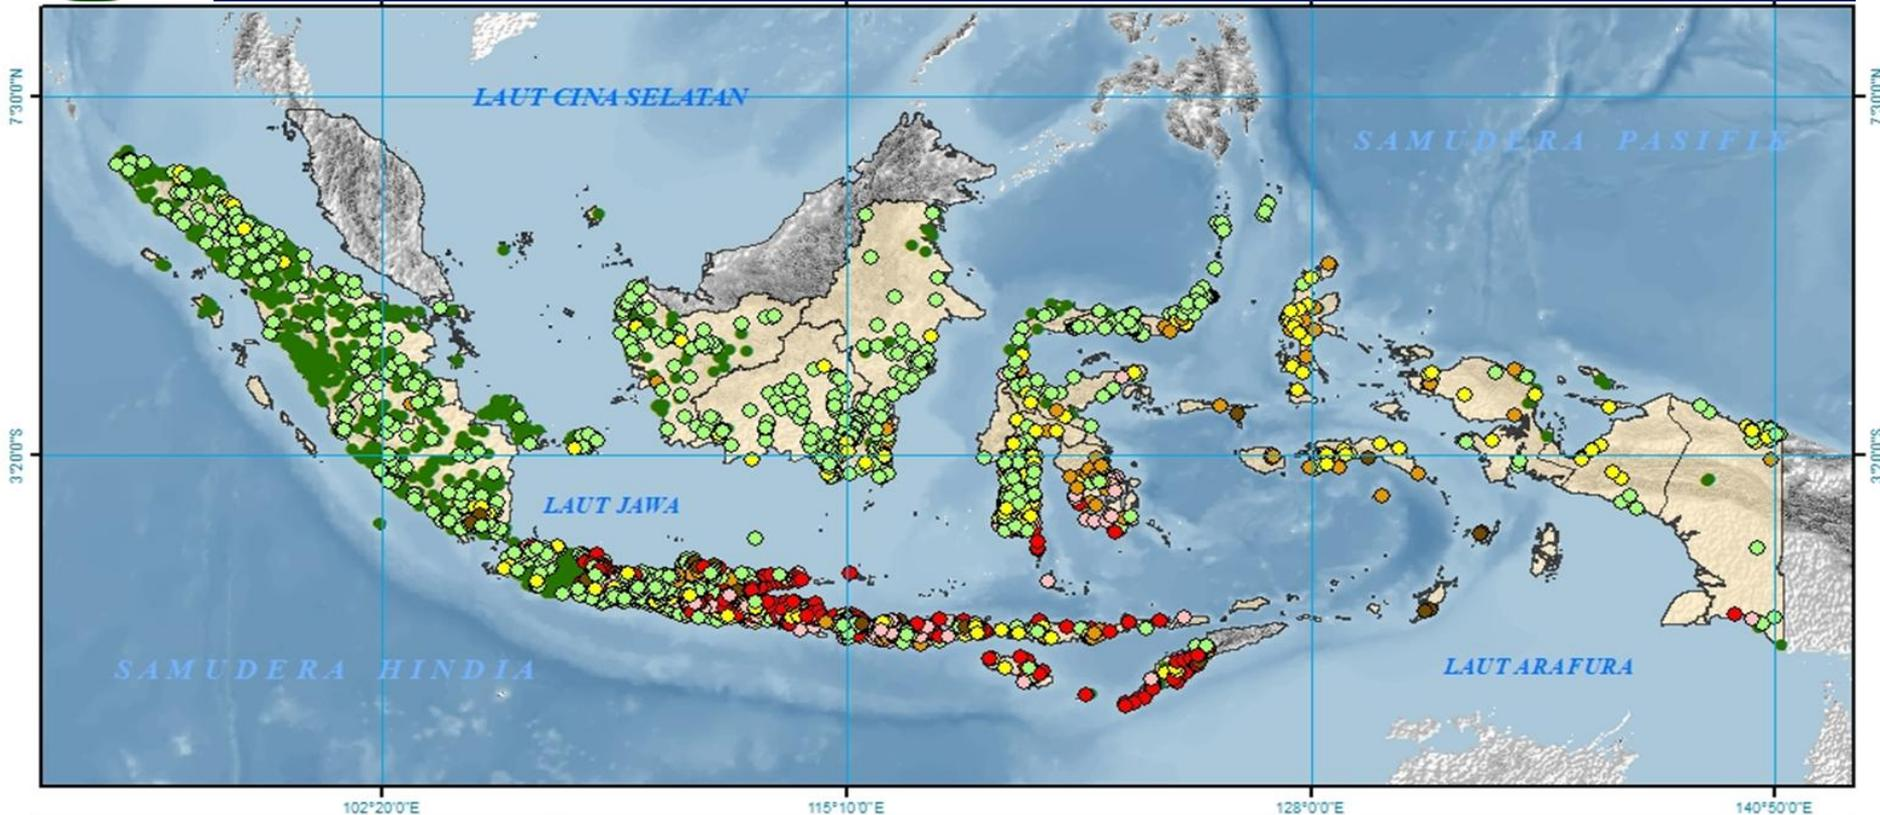 LAUT CINA SELATAN
SAMUDERA PASIFIK
7°30'0"N
7°30'0"N
3°20'0"S
3°20'0"S
LAUT JAWA
SAMUDERA HINDIA
LAUT ARAFURA
102°20'0"E
115°10'0"E
128°0'0"E
140°50'0"E